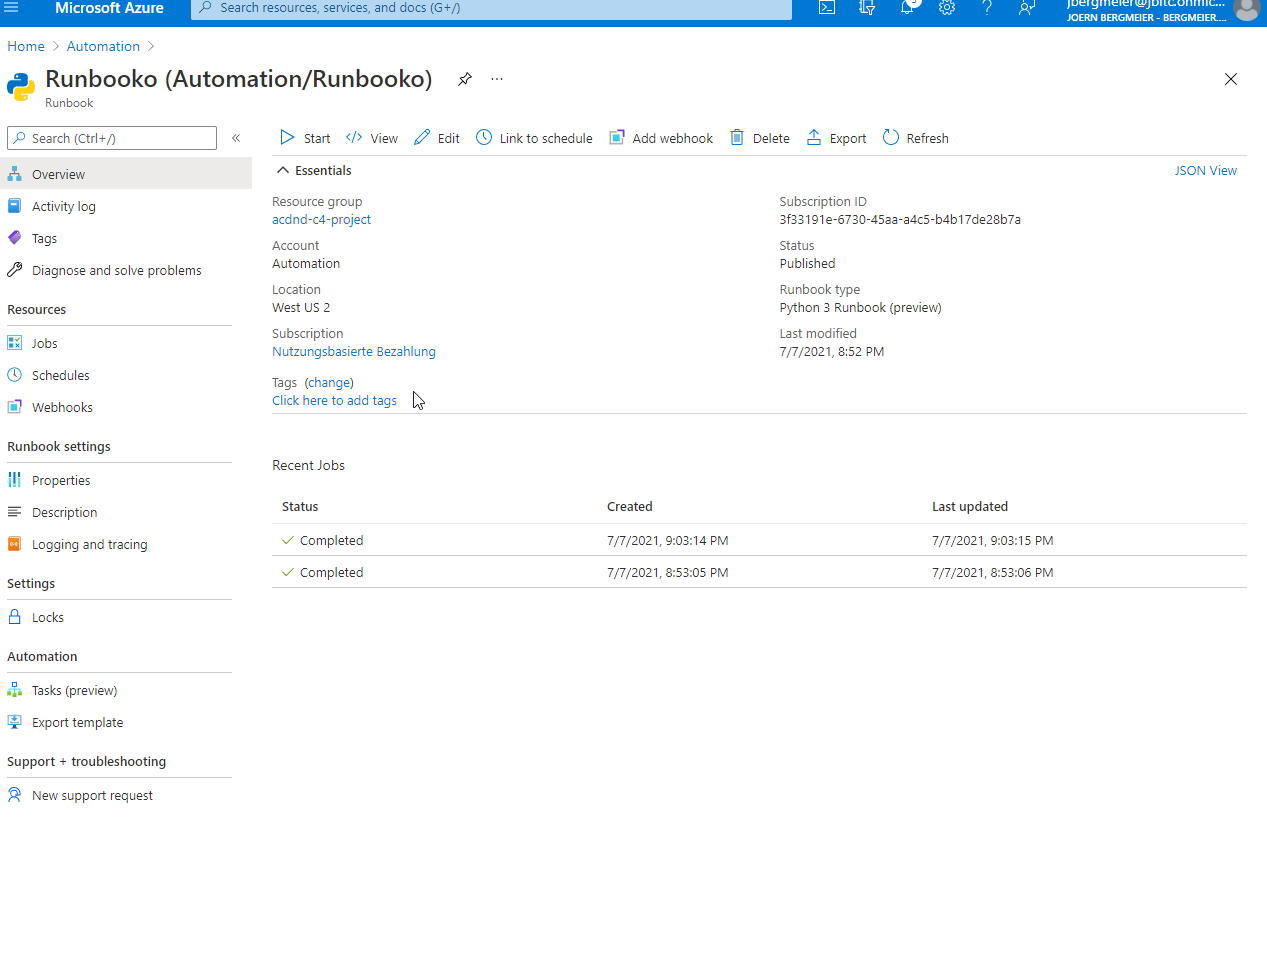 Microsoft Azure
Search resources, services, and docs (G+/)
jbergmeier@jbitc.onmic...
JOERN BERGMEIER - BERGMEIER....
Home > Automation >
Runbooko (Automation/Runbooko)
Runbook
Search (Ctrl+/)
Start View Edit Link to schedule Add webhook Delete Export Refresh
Overview
Activity log
Tags
Diagnose and solve problems
Resources
Jobs
Schedules
Webhooks
Runbook settings
Properties
Description
Logging and tracing
Settings
Locks
Automation
Tasks (preview)
Export template
Support + troubleshooting
New support request
Essentials
JSON View
Resource group
acdnd-c4-project
Account
Automation
Location
West US 2
Subscription
Nutzungsbasierte Bezahlung
Tags (change)
Click here to add tags
Subscription ID
3f33191e-6730-45aa-a4c5-b4b17de28b7a
Status
Published
Runbook type
Python 3 Runbook (preview)
Last modified
7/7/2021, 8:52 PM
Recent Jobs
Status Created Last updated
Completed 7/7/2021, 9:03:14 PM 7/7/2021, 9:03:15 PM
Completed 7/7/2021, 8:53:05 PM 7/7/2021, 8:53:06 PM